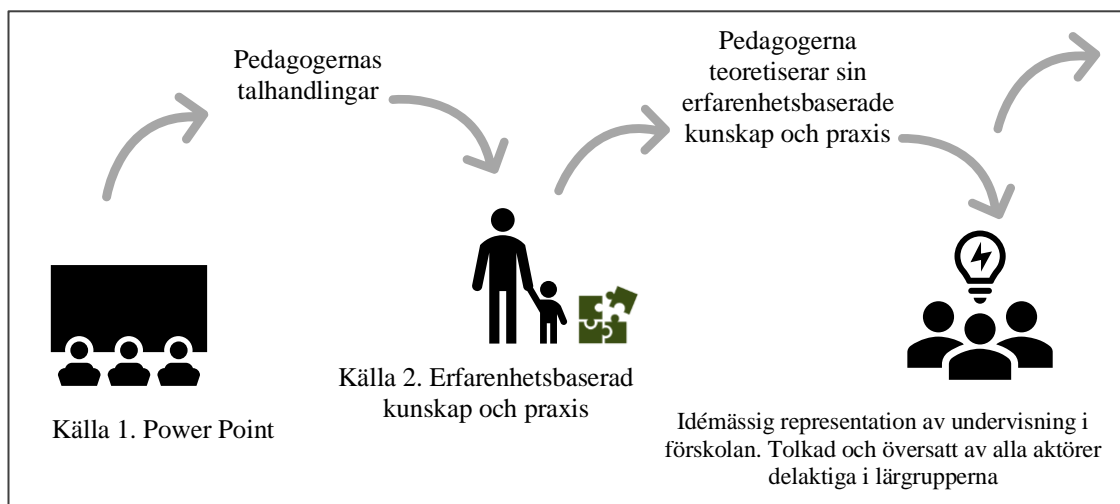 Pedagogernas
talhandlingar
Pedagogerna
teoretiserar sin
erfarenhetsbaserade
kunskap och praxis
Källa 1. Power Point
Källa 2. Erfarenhetsbaserad
kunskap och praxis
Idémässig representation av undervisning i
förskolan. Tolkad och översatt av alla aktörer
delaktiga i lärgrupperna